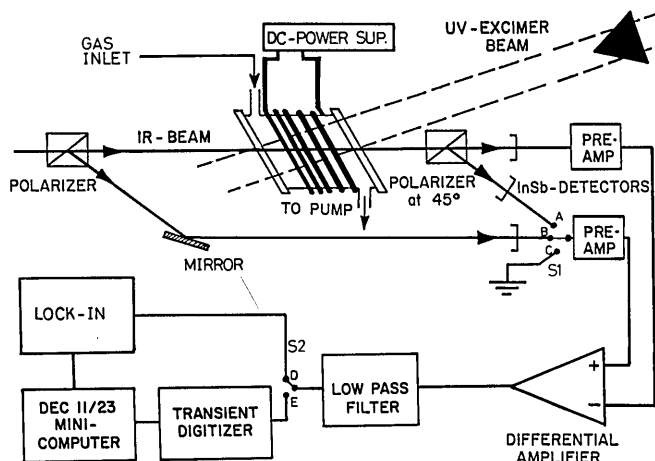 DC-POWER SUP.
UV-EXCIMER
BEAM
GAS
INLET
IR-BEAM
PRE-
AMP
POLARIZER
POLARIZER
at 45°
InSb-DETECTORS
TO PUMP
A
B
C
S1
PRE-
AMP
MIRROR
LOCK-IN
S2
D
E
LOW PASS
FILTER
+
−
DEC 11/23
MINI-
COMPUTER
TRANSIENT
DIGITIZER
DIFFERENTIAL
AMPLIFIER